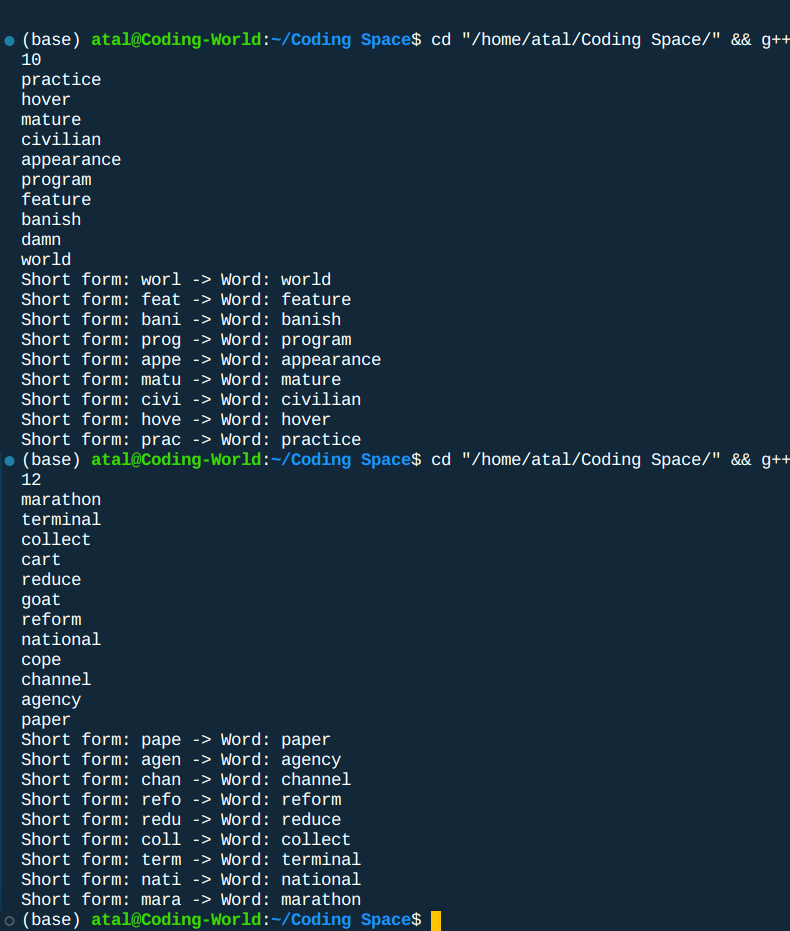 (base) atal@Coding-World:~/Coding Space$ cd "/home/atal/Coding Space/" && g++
10
practice
hover
mature
civilian
appearance
program
feature
banish
damn
world
Short form: worl -> Word: world
Short form: feat -> Word: feature
Short form: bani -> Word: banish
Short form: prog -> Word: program
Short form: appe -> Word: appearance
Short form: matu -> Word: mature
Short form: civi -> Word: civilian
Short form: hove -> Word: hover
Short form: prac -> Word: practice
(base) atal@Coding-World:~/Coding Space$ cd "/home/atal/Coding Space/" && g++
12
marathon
terminal
collect
cart
reduce
goat
reform
national
cope
channel
agency
paper
Short form: pape -> Word: paper
Short form: agen -> Word: agency
Short form: chan -> Word: channel
Short form: refo -> Word: reform
Short form: redu -> Word: reduce
Short form: coll -> Word: collect
Short form: term -> Word: terminal
Short form: nati -> Word: national
Short form: mara -> Word: marathon
(base) atal@Coding-World:~/Coding Space$